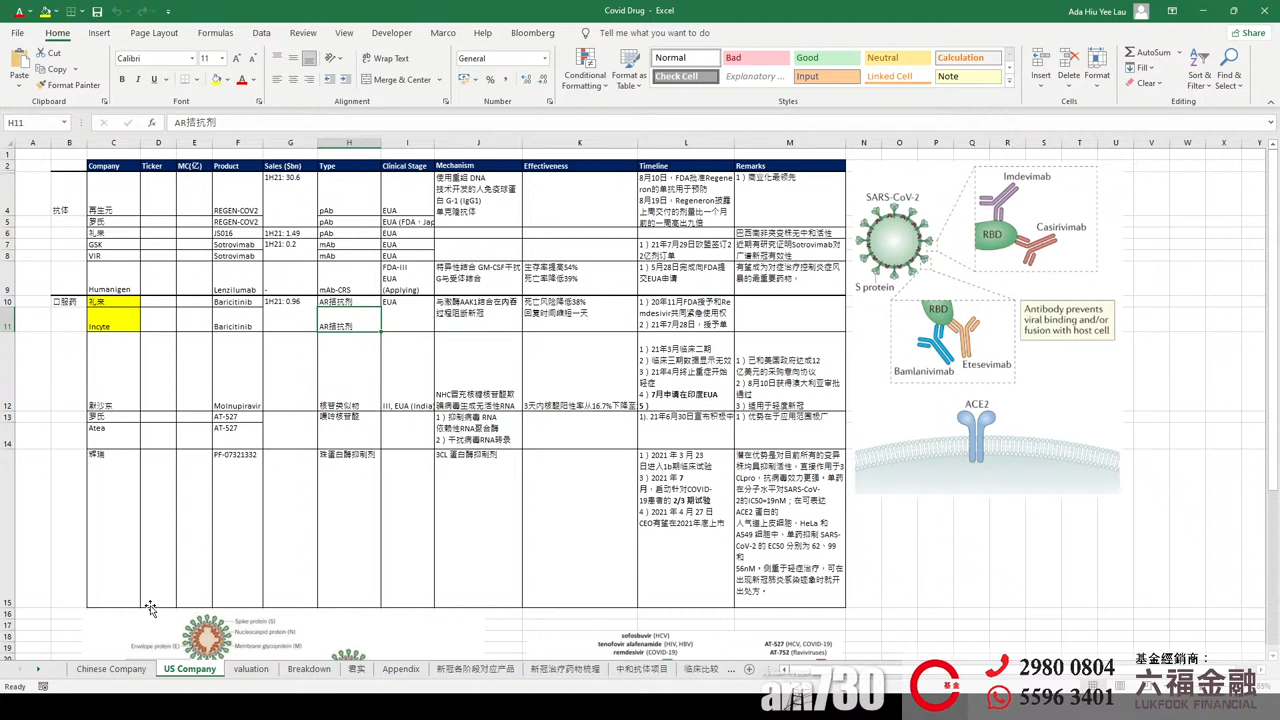 Covid Drug - Excel
Ada Hiu Yee Lau
File Home Insert Page Layout Formulas Data Review View Developer Marco Help Bloomberg Tell me what you want to do Share
Paste Cut Copy Format Painter
Calibri 11 Wrap Text Merge & Center General
Conditional Formatting Format as Table
Normal Bad Good Neutral Calculation
Check Cell Explanatory ... Input Linked Cell Note
Insert Delete Format
AutoSum Fill Clear Sort & Filter Find & Select
Clipboard Font Alignment Number Styles Cells Editing
H11 AR拮抗剂
A B C D E F G H I J K L M N O P Q R S T U V W X Y
Company Ticker MC(亿) Product Sales ($bn) Type Clinical Stage Mechanism Effectiveness Timeline Remarks
抗体 再生元 REGEN-COV2 1H21: 30.6 pAb EUA
使用重组 DNA
技术开发的人免疫球蛋
白 G-1 (IgG1)
单克隆抗体
8月10日，FDA批准Regene
ron的单抗用于预防
8月19日，Regeneron披露
上周交付的剂量比一个月
前的一周高出九倍
1）商业化最领先
罗氏 REGEN-COV2 pAb EUA (FDA，Jap
礼来 JS016 1H21: 1.49 pAb EUA 巴西南非突变株无中和活性
GSK Sotrovimab 1H21: 0.2 mAb EUA
VIR Sotrovimab mAb EUA
1）21年7月29日欧盟签订2
2亿剂订单
近期有研究证明Sotrovimab对
广谱新冠有效性
Humanigen Lenzilumab - mAb-CRS
FDA-III
EUA
(Applying)
特异性结合 GM-CSF干扰
G与受体结合
生存率提高54%
死亡率降低39%
1）5月28日完成向FDA提
交EUA申请
有望成为对症治疗控制炎症风
暴的最重要药物。
口服药 礼来 Baricitinib 1H21: 0.96 AR拮抗剂 EUA
与激酶AAK1结合在内吞
过程阻断新冠
死亡风险降低38%
回复时间缩短一天
1）20年11月FDA授予和Re
mdesivir共同紧急使用权
2）21年7月28日，授予单
Incyte Baricitinib AR拮抗剂
默沙东 Molnupiravir 核苷类似物 III, EUA (India)
NHC冒充核糖核苷酸欺
骗病毒生成无活性RNA
3天内核酸阳性率从16.7%下降至
1）21年3月临床二期
2）临床三期数据显示无效
3）21年4月终止重症开始
轻症
4）7月申请在印度EUA
5）
1）已和美国政府达成12
亿美元的采购意向协议
2）8月10日获得澳大利亚审批
通过
3）适用于轻度新冠
罗氏 AT-527 嘌呤核苷酸
Atea AT-527
1）抑制病毒 RNA
依赖性RNA聚合酶
2）干扰病毒RNA转录
1). 21年6月30日宣布积极中
1）优势在于应用范围极广
辉瑞 PF-07321332 珠蛋白酶抑制剂 3CL 蛋白酶抑制剂
1）2021 年 3 月 23
日进入1b期临床试验
3）2021 年 7
月，启动针对COVID-
19患者的 2/3 期试验
4）2021 年 4 月 27 日
CEO有望在2021年底上市
潜在优势是对目前所有的变异
株均具抑制活性，直接作用于3
CLpro，抗病毒效力更强，单药
在分子水平对SARS-CoV-
2的IC50=19nM；在可表达
ACE2 蛋白的
人气道上皮细胞、HeLa 和
A549 细胞中，单药抑制 SARS-
CoV-2 的 EC50 分别为 62、99
和
56nM，侧重于轻症治疗，可在
出现新冠肺炎感染迹象时就开
出处方。
SARS-CoV-2
S protein
Imdevimab
RBD
Casirivimab
RBD
Bamlanivimab
Etesevimab
Antibody prevents
viral binding and/or
fusion with host cell
ACE2
Spike protein (S)
Nucleocaspid protein (N)
Envelope protein (E)
Membrane glycoprotein (M)
sofosbuvir (HCV)
tenofovir alafenamide (HIV, HBV)
remdesivir (COVID-19)
AT-527 (HCV, COVID-19)
AT-752 (flaviviruses)
Chinese Company US Company valuation Breakdown 要实 Appendix 新冠各阶段对应产品 新冠治疗药物梳理 中和抗体项目 临床比较 ...
Ready
am730
基金
2980 0804
5596 3401
基金經銷商：
六福金融
LUKFOOK FINANCIAL